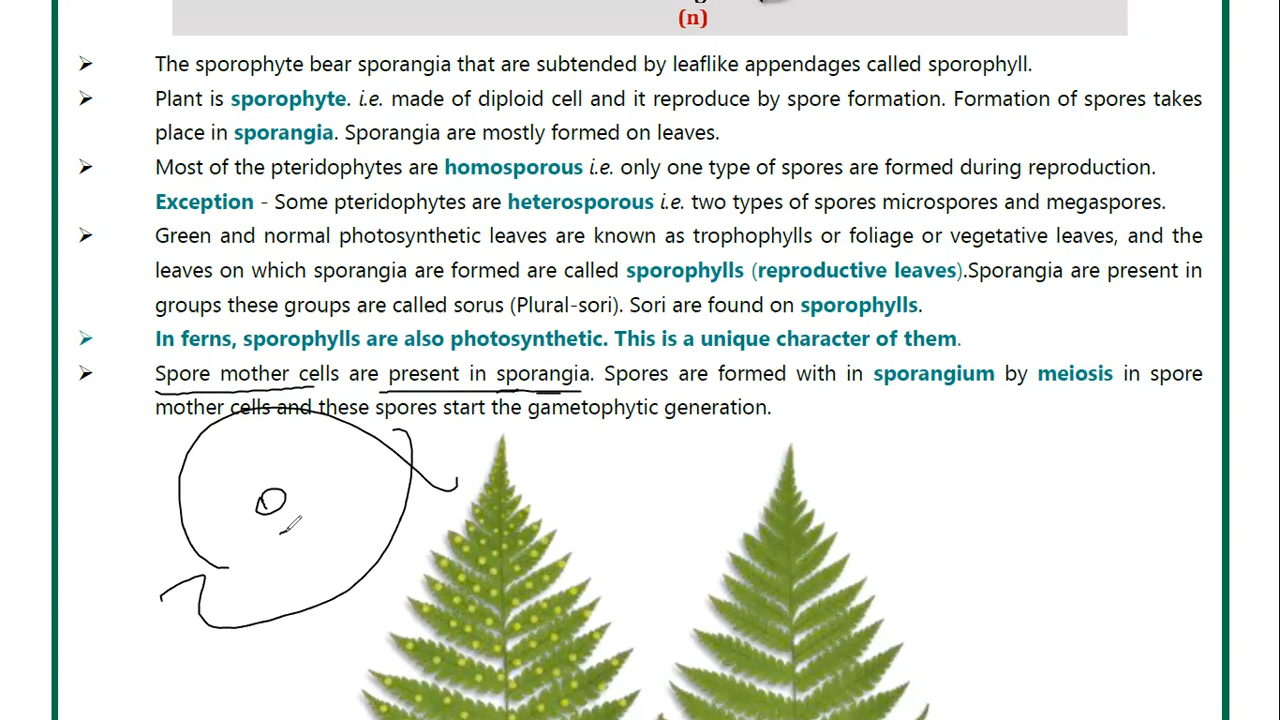 (n)
➢ The sporophyte bear sporangia that are subtended by leaflike appendages called sporophyll.
➢ Plant is sporophyte. i.e. made of diploid cell and it reproduce by spore formation. Formation of spores takes
place in sporangia. Sporangia are mostly formed on leaves.
➢ Most of the pteridophytes are homosporous i.e. only one type of spores are formed during reproduction.
Exception - Some pteridophytes are heterosporous i.e. two types of spores microspores and megaspores.
➢ Green and normal photosynthetic leaves are known as trophophylls or foliage or vegetative leaves, and the
leaves on which sporangia are formed are called sporophylls (reproductive leaves).Sporangia are present in
groups these groups are called sorus (Plural-sori). Sori are found on sporophylls.
➢ In ferns, sporophylls are also photosynthetic. This is a unique character of them.
➢ Spore mother cells are present in sporangia. Spores are formed with in sporangium by meiosis in spore
mother cells and these spores start the gametophytic generation.